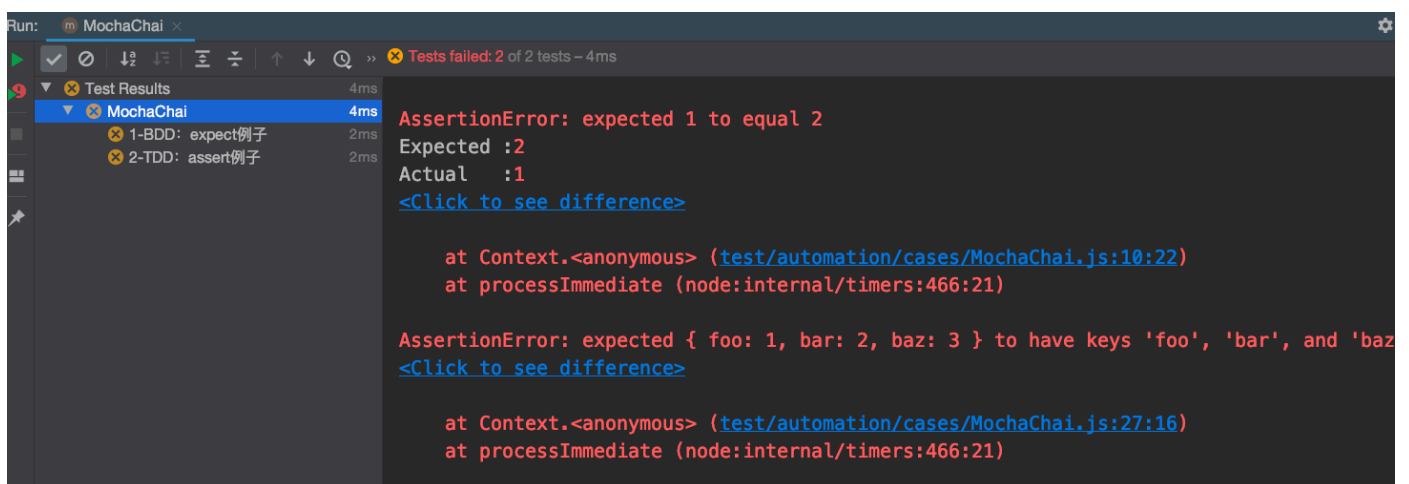 Run: MochaChai
Tests failed: 2 of 2 tests – 4ms
Test Results 4ms
MochaChai 4ms
1-BDD：expect例子 2ms
2-TDD：assert例子 2ms
AssertionError: expected 1 to equal 2
Expected :2
Actual   :1
<Click to see difference>
at Context.<anonymous> (test/automation/cases/MochaChai.js:10:22)
at processImmediate (node:internal/timers:466:21)
AssertionError: expected { foo: 1, bar: 2, baz: 3 } to have keys 'foo', 'bar', and 'baz
<Click to see difference>
at Context.<anonymous> (test/automation/cases/MochaChai.js:27:16)
at processImmediate (node:internal/timers:466:21)